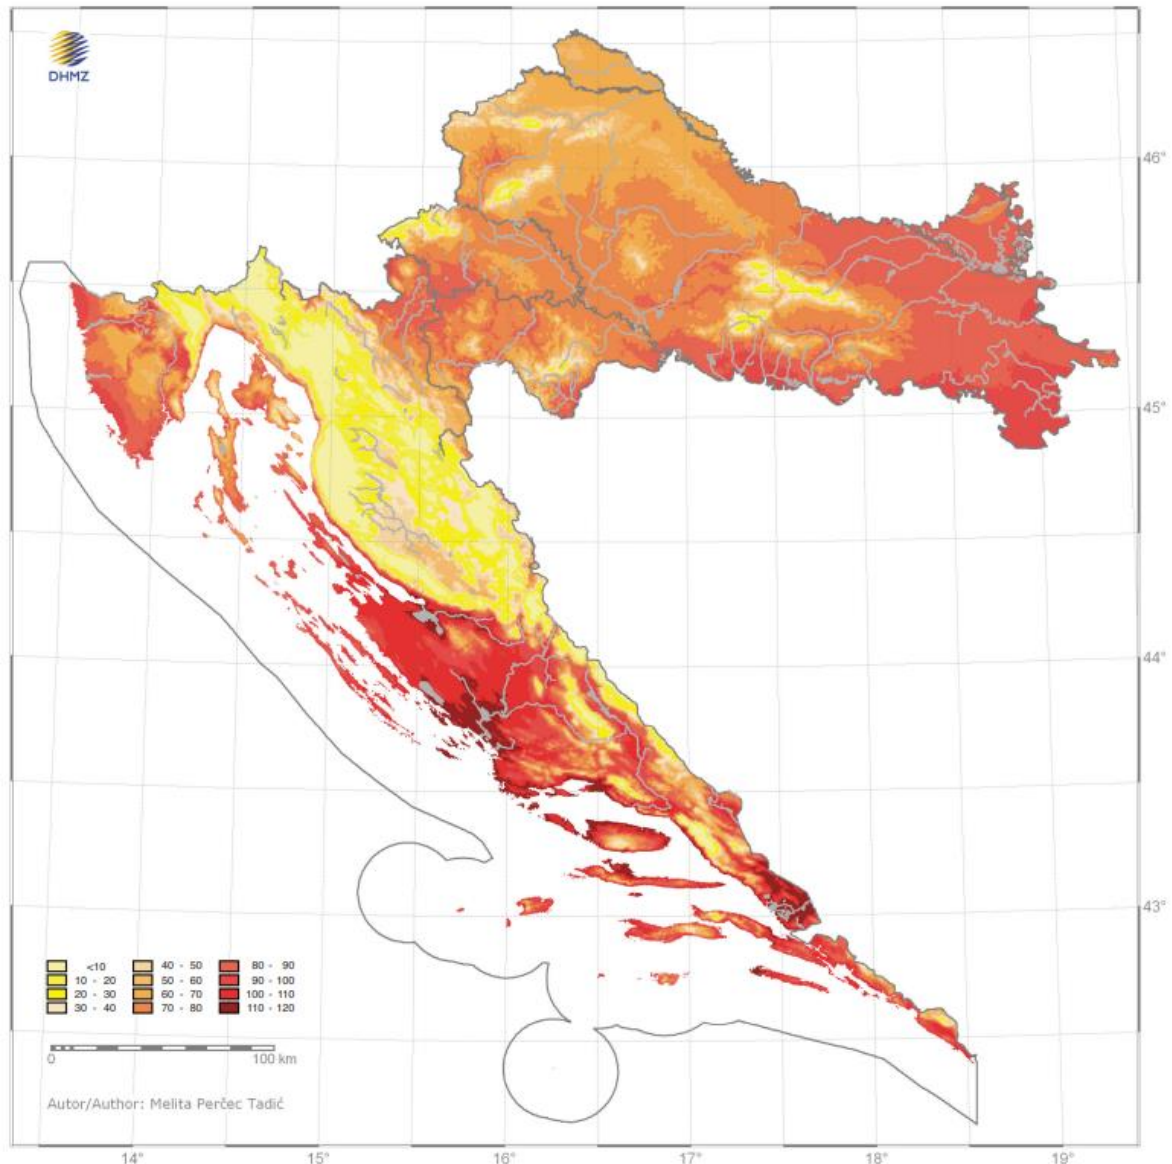 DHMZ
46°
45°
44°
43°
<10 40 - 50 80 - 90
10 - 20 50 - 60 90 - 100
20 - 30 60 - 70 100 - 110
30 - 40 70 - 80 110 - 120
0 100 km
Autor/Author: Melita Perčec Tadić
14° 15° 16° 17° 18° 19°